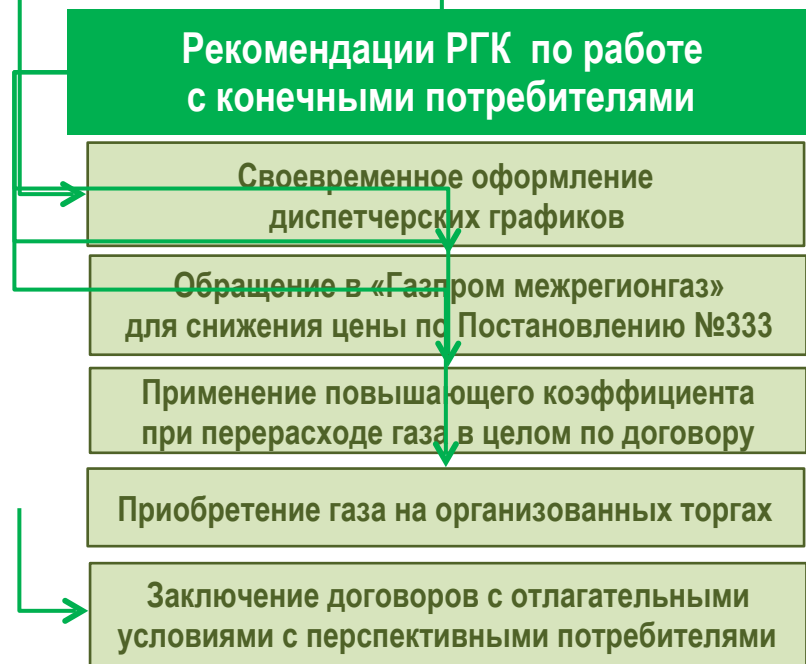 Рекомендации РГК по работе
с конечными потребителями
Своевременное оформление
диспетчерских графиков
Обращение в «Газпром межрегионгаз»
для снижения цены по Постановлению №333
Применение повышающего коэффициента
при перерасходе газа в целом по договору
Приобретение газа на организованных торгах
Заключение договоров с отлагательными
условиями с перспективными потребителями